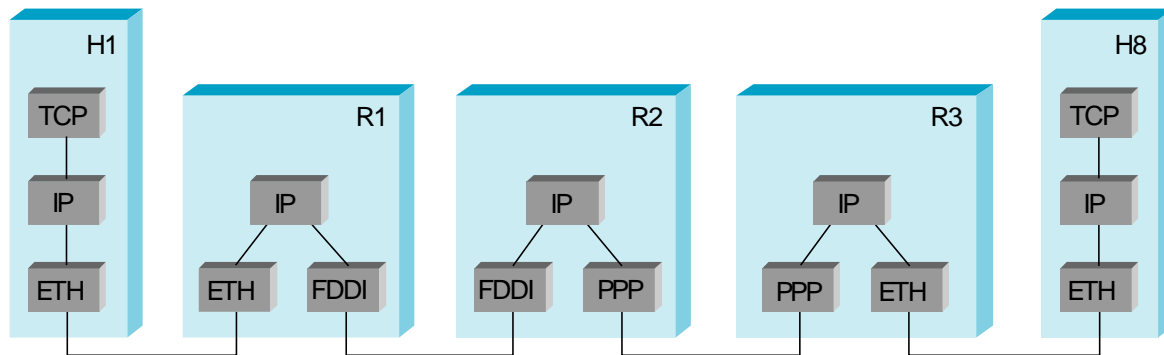 H1
TCP
IP
ETH
R1
IP
ETH
FDDI
R2
IP
FDDI
PPP
R3
IP
PPP
ETH
H8
TCP
IP
ETH